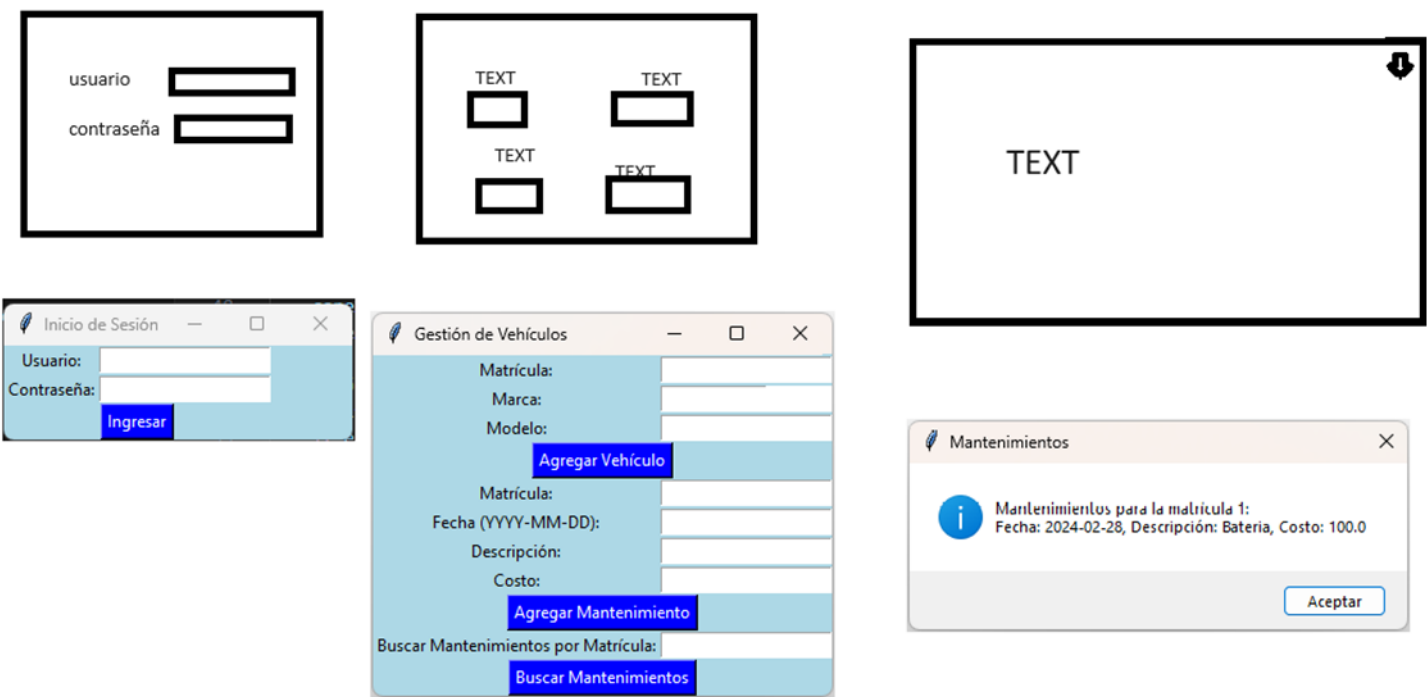 usuario
contraseña
TEXT TEXT
TEXT TEXT
TEXT
Inicio de Sesión
Usuario:
Contraseña:
Ingresar
Gestión de Vehículos
Matrícula:
Marca:
Modelo:
Agregar Vehículo
Matrícula:
Fecha (YYYY-MM-DD):
Descripción:
Costo:
Agregar Mantenimiento
Buscar Mantenimientos por Matrícula:
Buscar Mantenimientos
Mantenimientos
Mantenimientos para la matrícula 1:
Fecha: 2024-02-28, Descripción: Bateria, Costo: 100.0
Aceptar